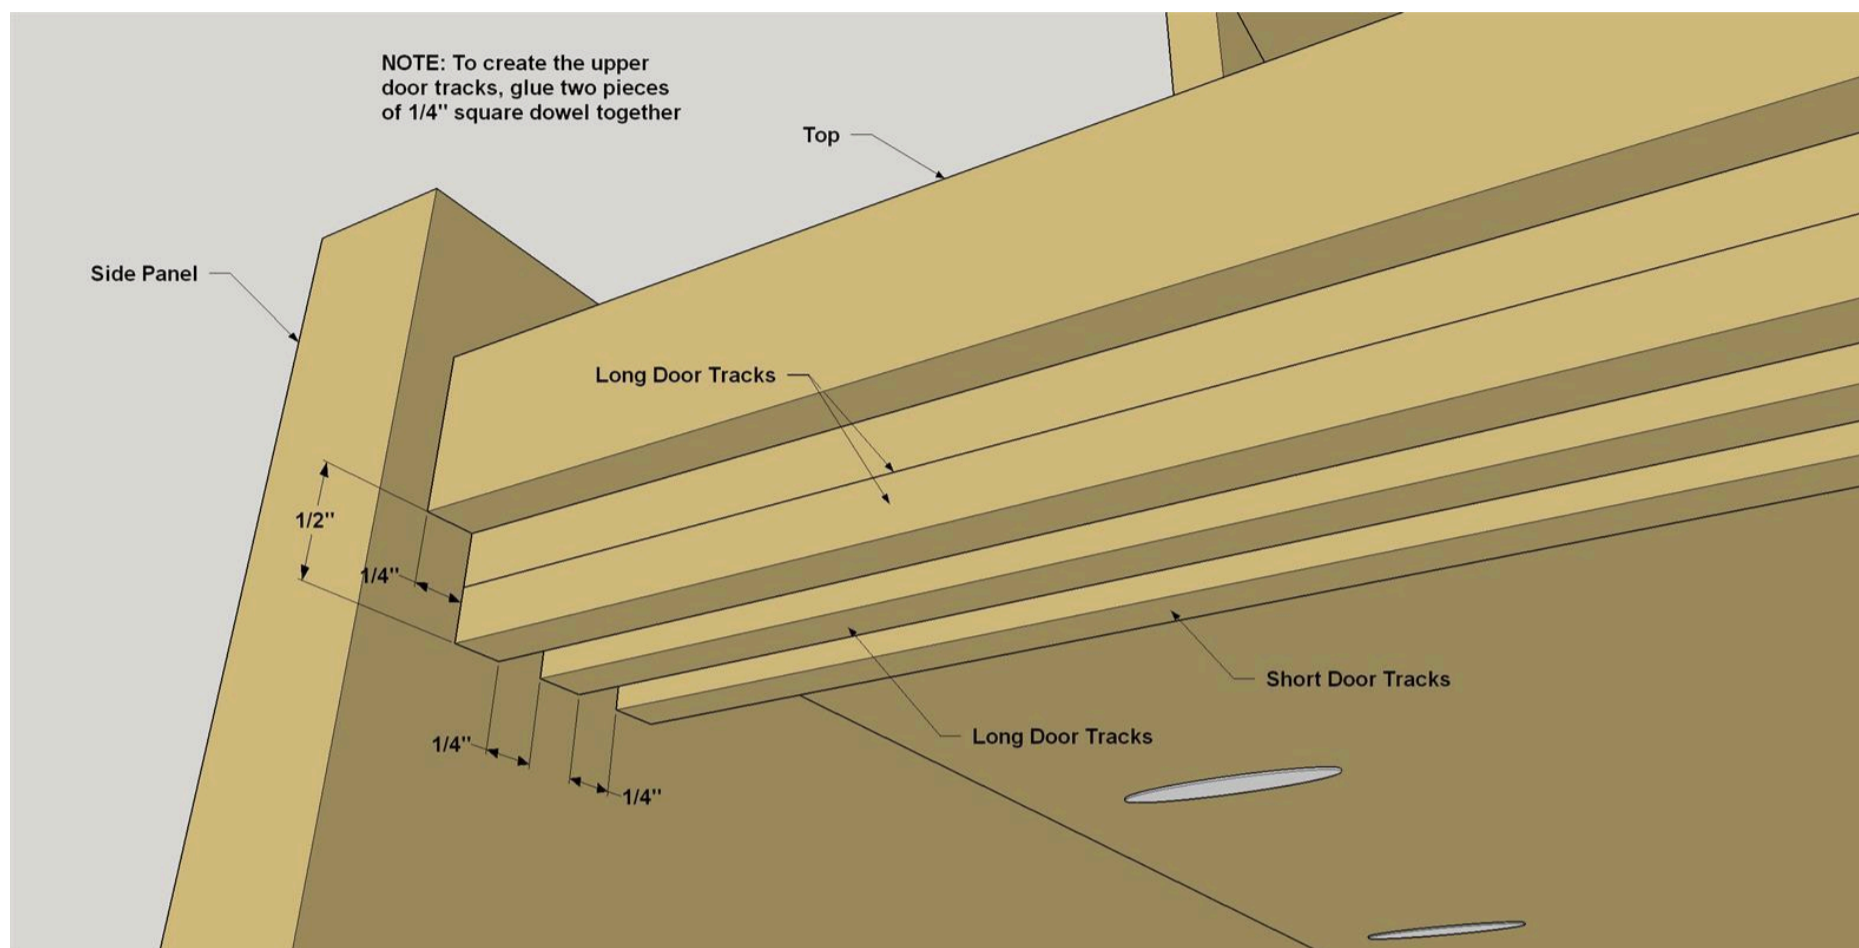 NOTE: To create the upper
door tracks, glue two pieces
of 1/4" square dowel together
Top
Side Panel
Long Door Tracks
1/2"
1/4"
Short Door Tracks
Long Door Tracks
1/4"
1/4"